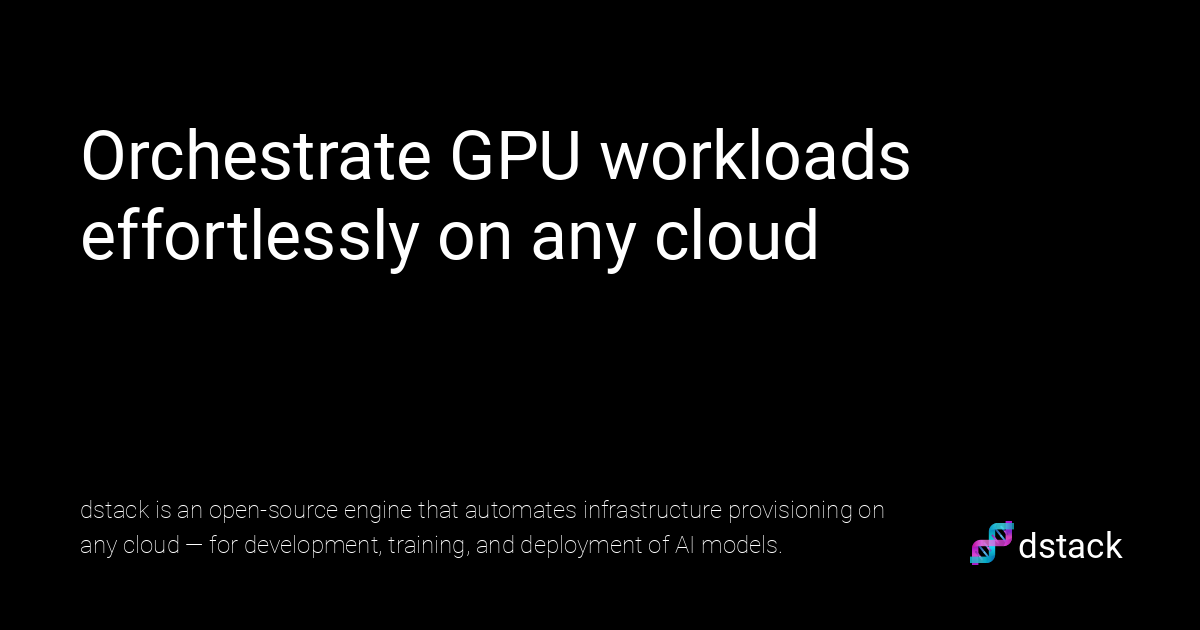 Orchestrate GPU workloads
effortlessly on any cloud
dstack is an open-source engine that automates infrastructure provisioning on
any cloud — for development, training, and deployment of AI models.
dstack